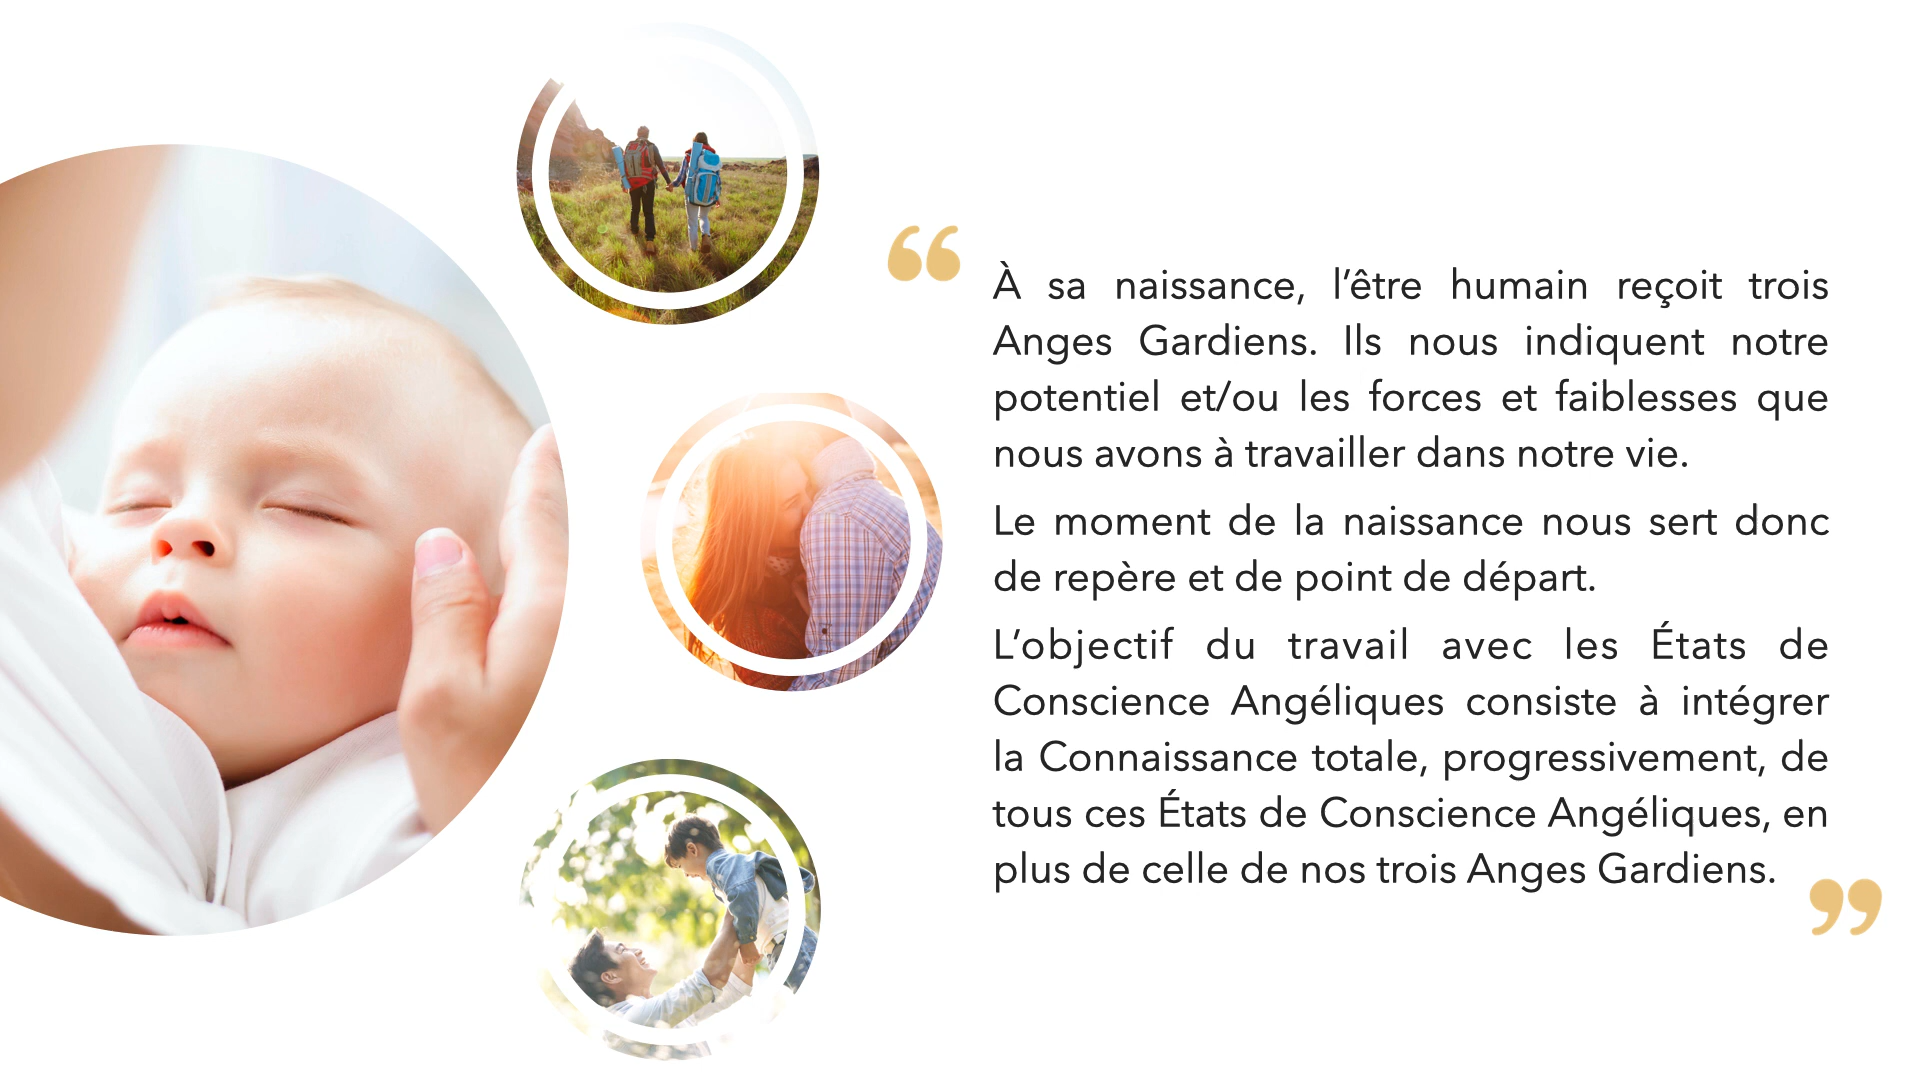 “
À sa naissance, l’être humain reçoit trois
Anges Gardiens. Ils nous indiquent notre
potentiel et/ou les forces et faiblesses que
nous avons à travailler dans notre vie.
Le moment de la naissance nous sert donc
de repère et de point de départ.
L’objectif du travail avec les États de
Conscience Angéliques consiste à intégrer
la Connaissance totale, progressivement, de
tous ces États de Conscience Angéliques, en
plus de celle de nos trois Anges Gardiens.
”